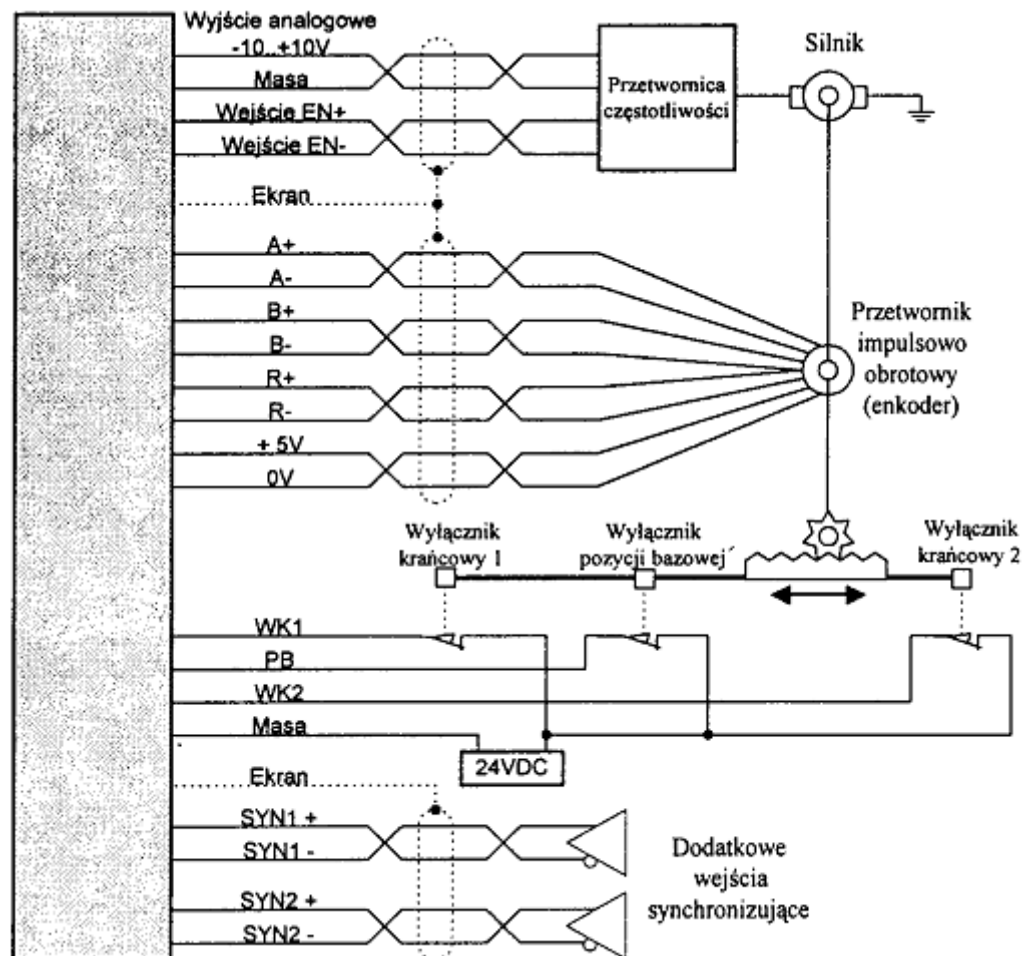 Wyjście analogowe
-10..+10V
Masa
Wejście EN+
Wejście EN-
Ekran
Przetwornica
częstotliwości
Silnik
A+
A-
B+
B-
R+
R-
+ 5V
0V
Przetwornik
impulsowo
obrotowy
(enkoder)
Wyłącznik
krańcowy 1
Wyłącznik
pozycji bazowej
Wyłącznik
krańcowy 2
WK1
PB
WK2
Masa
24VDC
Ekran
SYN1 +
SYN1 -
SYN2 +
SYN2 -
Dodatkowe
wejścia
synchronizujące